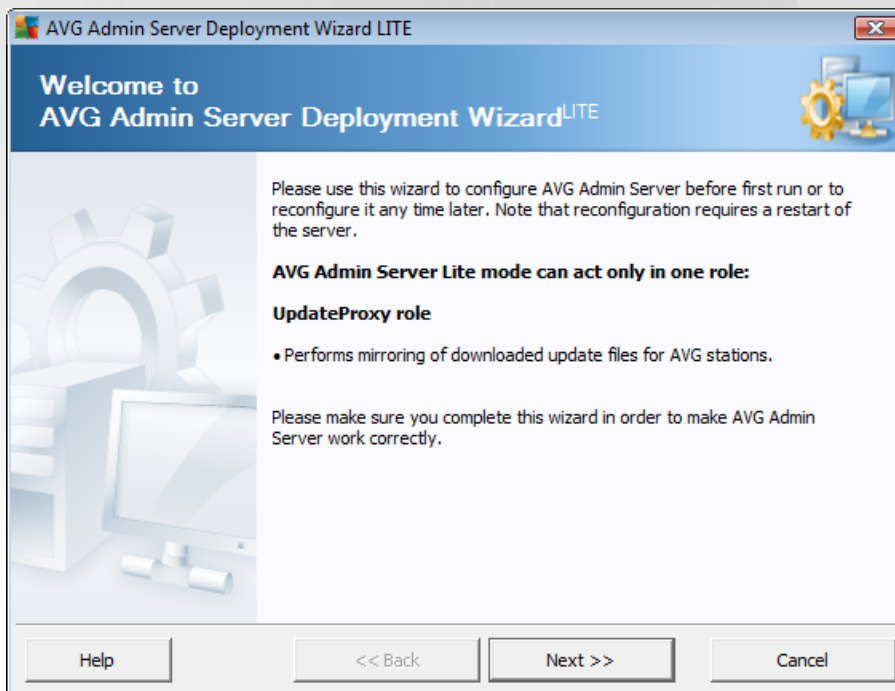 AVG Admin Server Deployment Wizard LITE
Welcome to
AVG Admin Server Deployment Wizard LITE
Please use this wizard to configure AVG Admin Server before first run or to
reconfigure it any time later. Note that reconfiguration requires a restart of
the server.
AVG Admin Server Lite mode can act only in one role:
UpdateProxy role
• Performs mirroring of downloaded update files for AVG stations.
Please make sure you complete this wizard in order to make AVG Admin
Server work correctly.
Help
<< Back
Next >>
Cancel